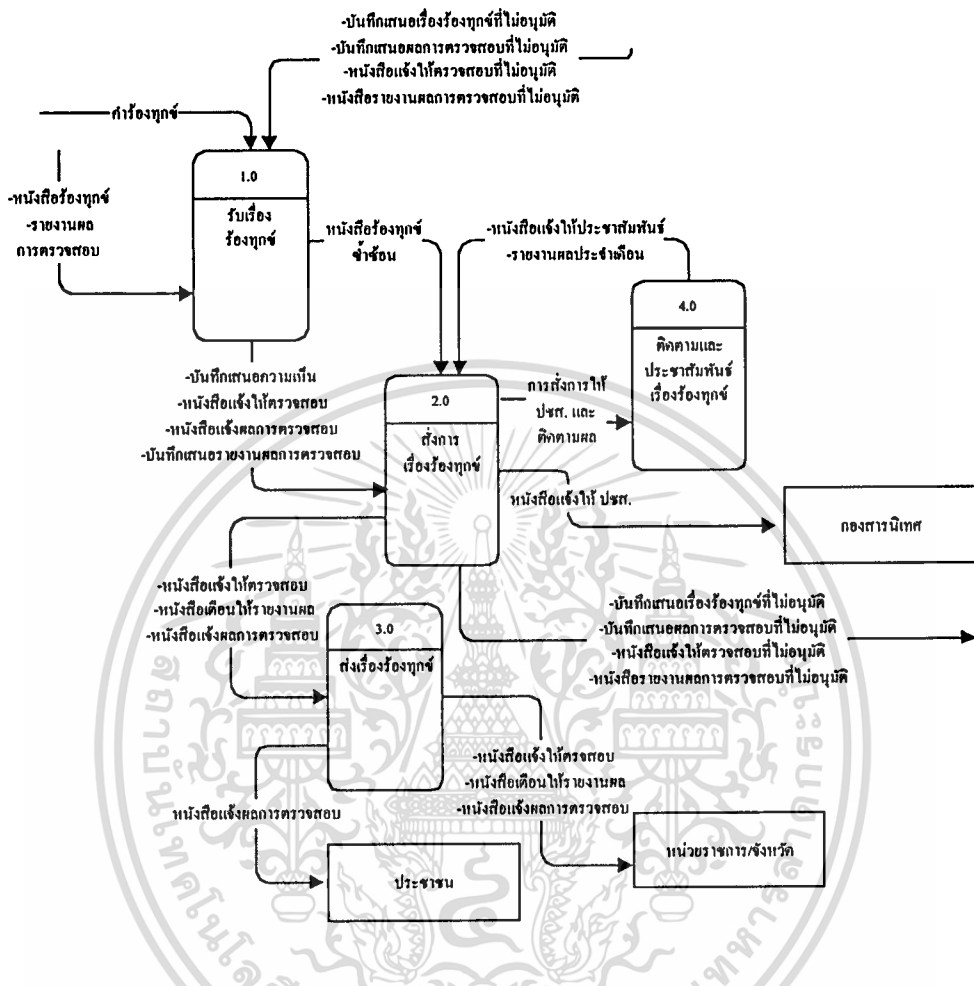 -บันทึกเสนอเรื่องร้องทุกข์ที่ไม่อนุมัติ
-บันทึกเสนอผลการตรวจสอบที่ไม่อนุมัติ
-หนังสือแจ้งให้ตรวจสอบที่ไม่อนุมัติ
-หนังสือรายงานผลการตรวจสอบที่ไม่อนุมัติ
คำร้องทุกข์
1.0
รับเรื่อง
ร้องทุกข์
-หนังสือร้องทุกข์
-รายงานผล
การตรวจสอบ
หนังสือร้องทุกข์
ซ้ำซ้อน
-หนังสือแจ้งให้ประชาสัมพันธ์
-รายงานผลประจำเดือน
4.0
ติดตามและ
ประชาสัมพันธ์
เรื่องร้องทุกข์
-บันทึกเสนอความเห็น
-หนังสือแจ้งให้ตรวจสอบ
-หนังสือแจ้งผลการตรวจสอบ
-บันทึกเสนอรายงานผลการตรวจสอบ
2.0
สั่งการ
เรื่องร้องทุกข์
การสั่งการให้
ปชส. และ
ติดตามผล
หนังสือแจ้งให้ ปชส.
กองสารนิเทศ
-หนังสือแจ้งให้ตรวจสอบ
-หนังสือเตือนให้รายงานผล
-หนังสือแจ้งผลการตรวจสอบ
-บันทึกเสนอเรื่องร้องทุกข์ที่ไม่อนุมัติ
-บันทึกเสนอผลการตรวจสอบที่ไม่อนุมัติ
-หนังสือแจ้งให้ตรวจสอบที่ไม่อนุมัติ
-หนังสือรายงานผลการตรวจสอบที่ไม่อนุมัติ
3.0
ส่งเรื่องร้องทุกข์
-หนังสือแจ้งให้ตรวจสอบ
-หนังสือเตือนให้รายงานผล
-หนังสือแจ้งผลการตรวจสอบ
หนังสือแจ้งผลการตรวจสอบ
ประชาชน
หน่วยราชการ/จังหวัด